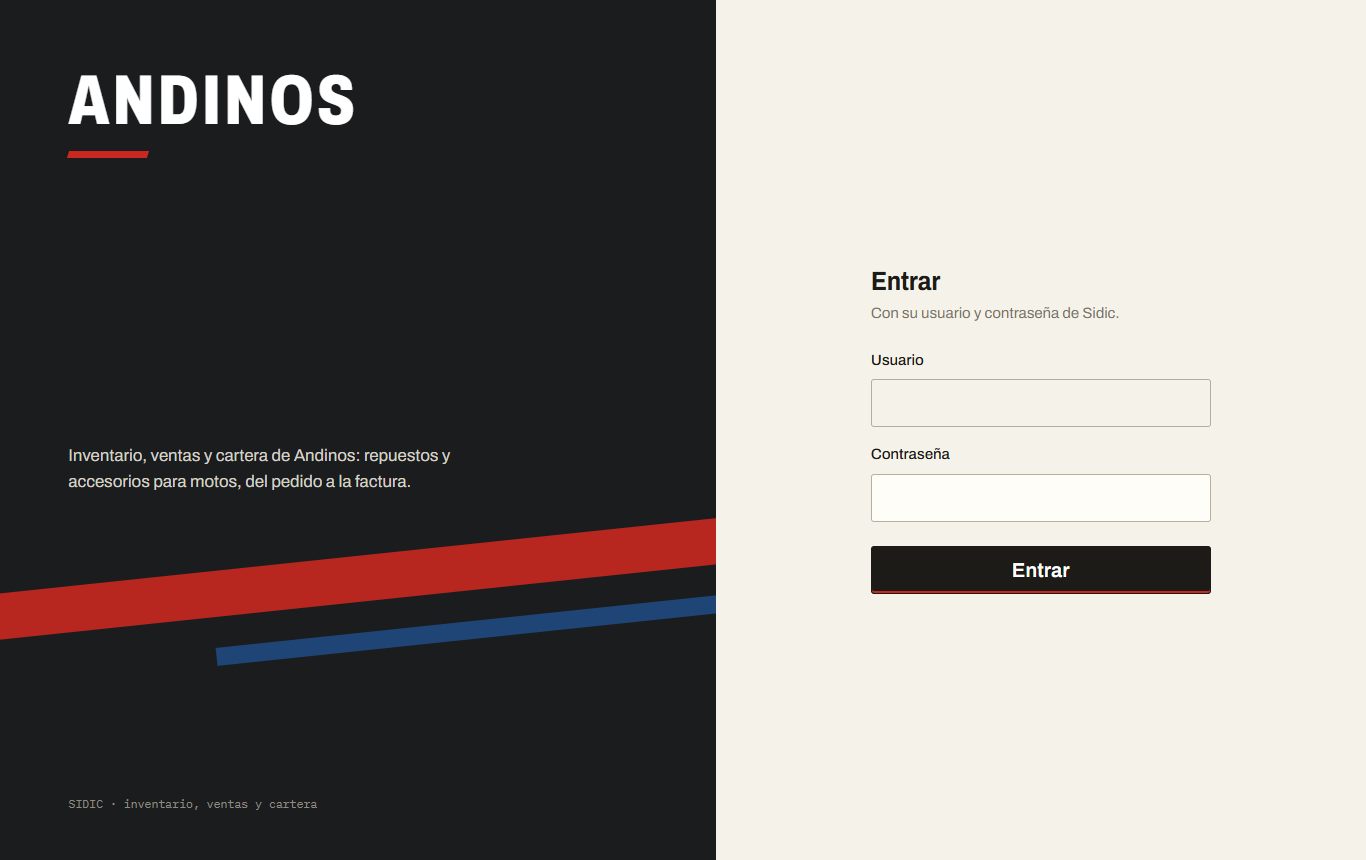 ANDINOS
Inventario, ventas y cartera de Andinos: repuestos y
accesorios para motos, del pedido a la factura.
SIDIC · inventario, ventas y cartera
Entrar
Con su usuario y contraseña de Sidic.
Usuario
Contraseña
Entrar